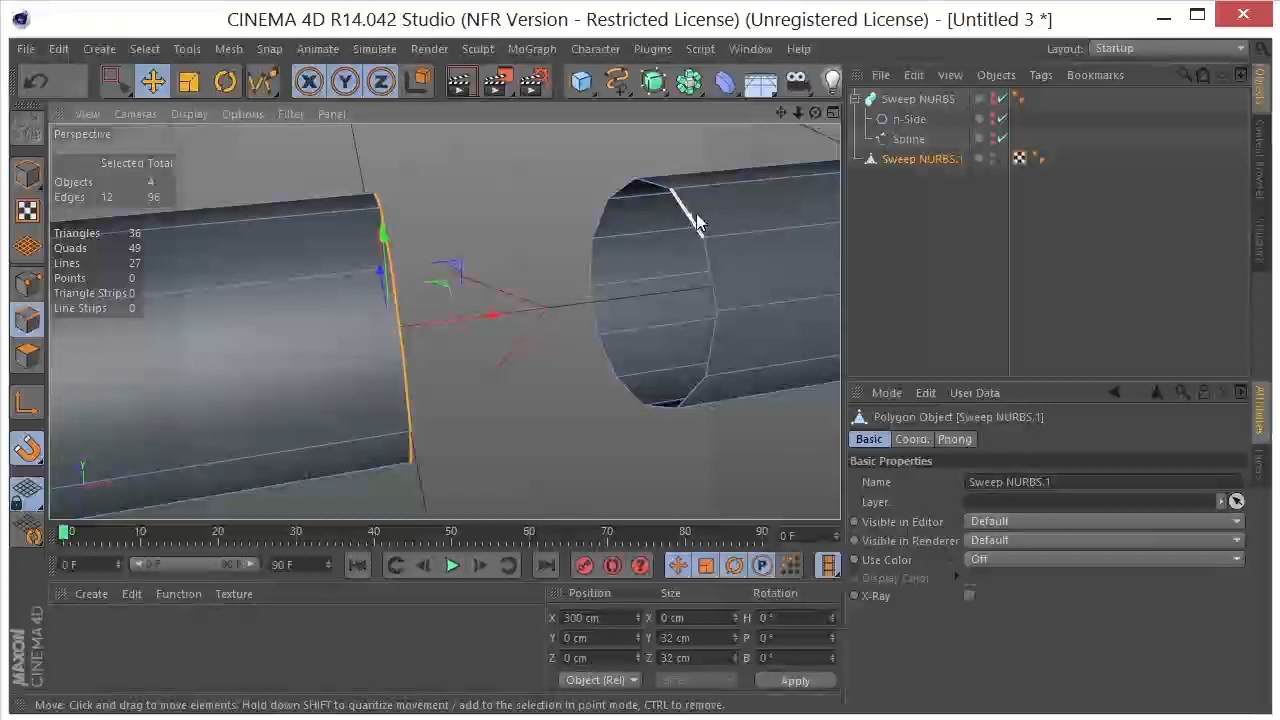 CINEMA 4D R14.042 Studio (NFR Version - Restricted License) (Unregistered License) - [Untitled 3 *]
File Edit Create Select Tools Mesh Snap Animate Simulate Render Sculpt MoGraph Character Plugins Script Window Help Layout: Startup
File Edit View Objects Tags Bookmarks
View Cameras Display Options Filter Panel
Sweep NURBS
n-Side
Spline
Sweep NURBS.1
Perspective
Selected Total
Objects 4
Edges 12 96
Triangles 36
Quads 49
Lines 27
Points 0
Triangle Strips 0
Line Strips 0
Y
Objects
Content Browser
Structure
Mode Edit User Data
Polygon Object [Sweep NURBS.1]
Basic Coord. Phong
Basic Properties
Name Sweep NURBS.1
Layer
Visible in Editor Default
Visible in Renderer Default
Use Color Off
Display Color
X-Ray
Attributes
0 10 20 30 40 50 60 70 80 90 0 F
0 F 0 F 90 F 90 F
Create Edit Function Texture
Position Size Rotation
X 300 cm X 0 cm H 0 °
Y 0 cm Y 32 cm P 0 °
Z 0 cm Z 32 cm B 0 °
Object (Rel) Apply
MAXON
CINEMA 4D
Move: Click and drag to move elements. Hold down SHIFT to quantize movement / add to the selection in point mode, CTRL to remove.